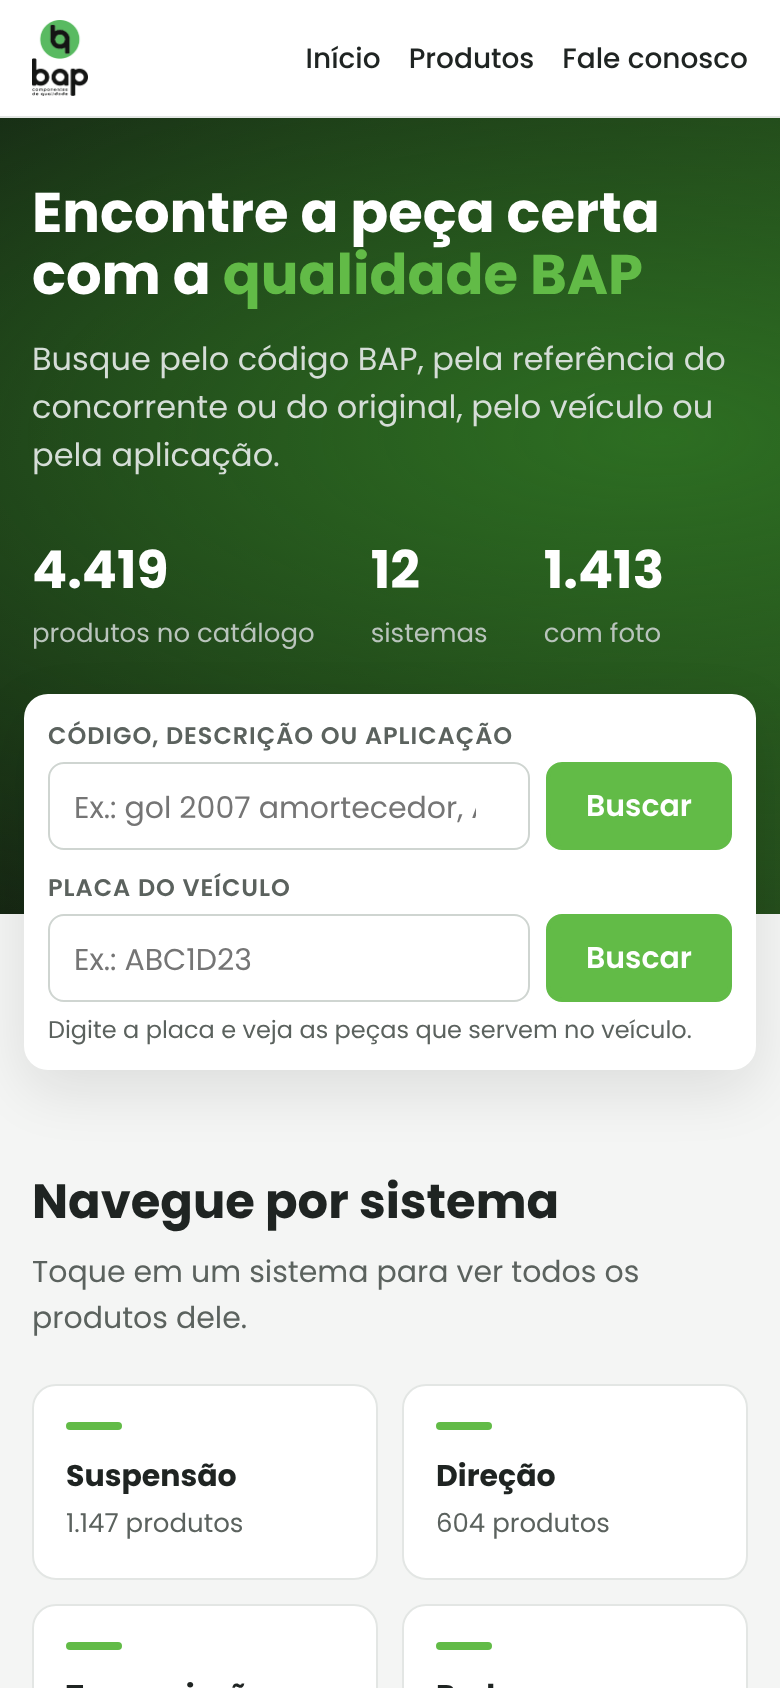 bap
componentes
de qualidade
Início Produtos Fale conosco
Encontre a peça certa
com a qualidade BAP
Busque pelo código BAP, pela referência do
concorrente ou do original, pelo veículo ou
pela aplicação.
4.419 12 1.413
produtos no catálogo sistemas com foto
CÓDIGO, DESCRIÇÃO OU APLICAÇÃO
Ex.: gol 2007 amortecedor, Buscar
PLACA DO VEÍCULO
Ex.: ABC1D23 Buscar
Digite a placa e veja as peças que servem no veículo.
Navegue por sistema
Toque em um sistema para ver todos os
produtos dele.
Suspensão Direção
1.147 produtos 604 produtos